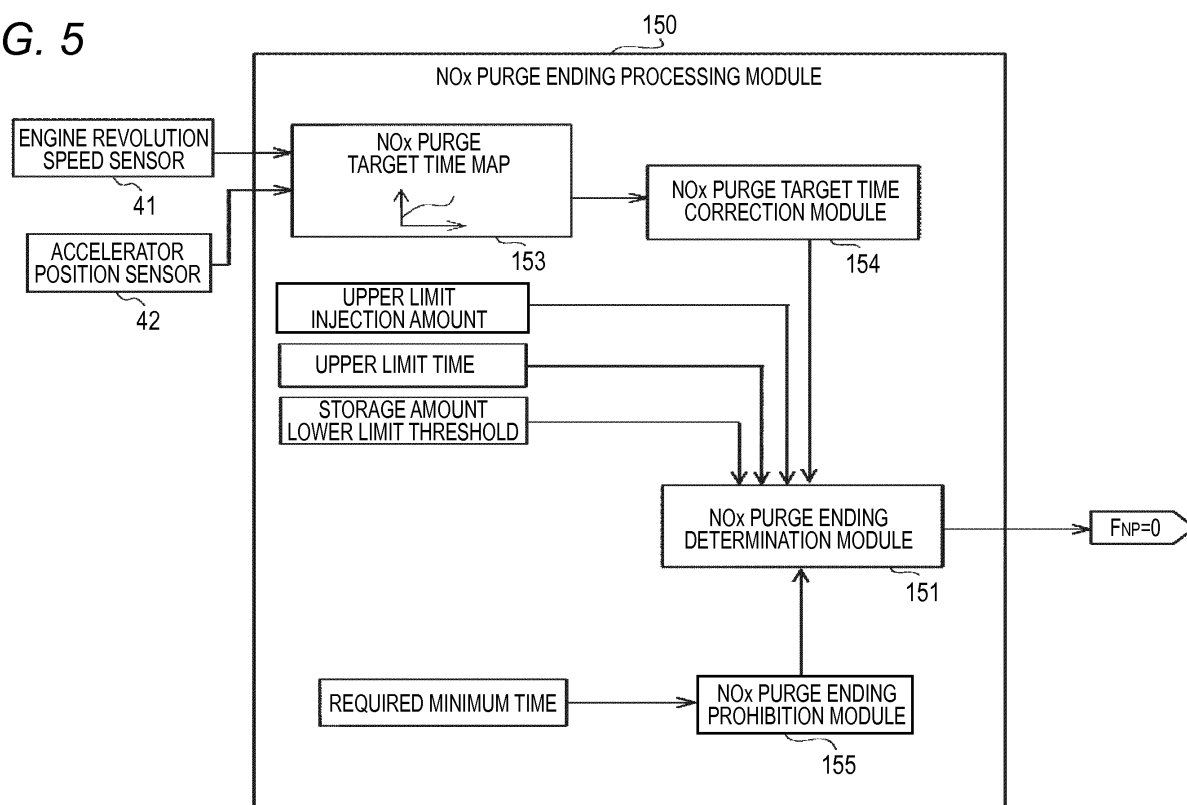 G. 5
150
NOx PURGE ENDING PROCESSING MODULE
ENGINE REVOLUTION
SPEED SENSOR
41
ACCELERATOR
POSITION SENSOR
42
NOx PURGE
TARGET TIME MAP
153
NOx PURGE TARGET TIME
CORRECTION MODULE
154
UPPER LIMIT
INJECTION AMOUNT
UPPER LIMIT TIME
STORAGE AMOUNT
LOWER LIMIT THRESHOLD
NOx PURGE ENDING
DETERMINATION MODULE
151
FNP=0
REQUIRED MINIMUM TIME
NOx PURGE ENDING
PROHIBITION MODULE
155